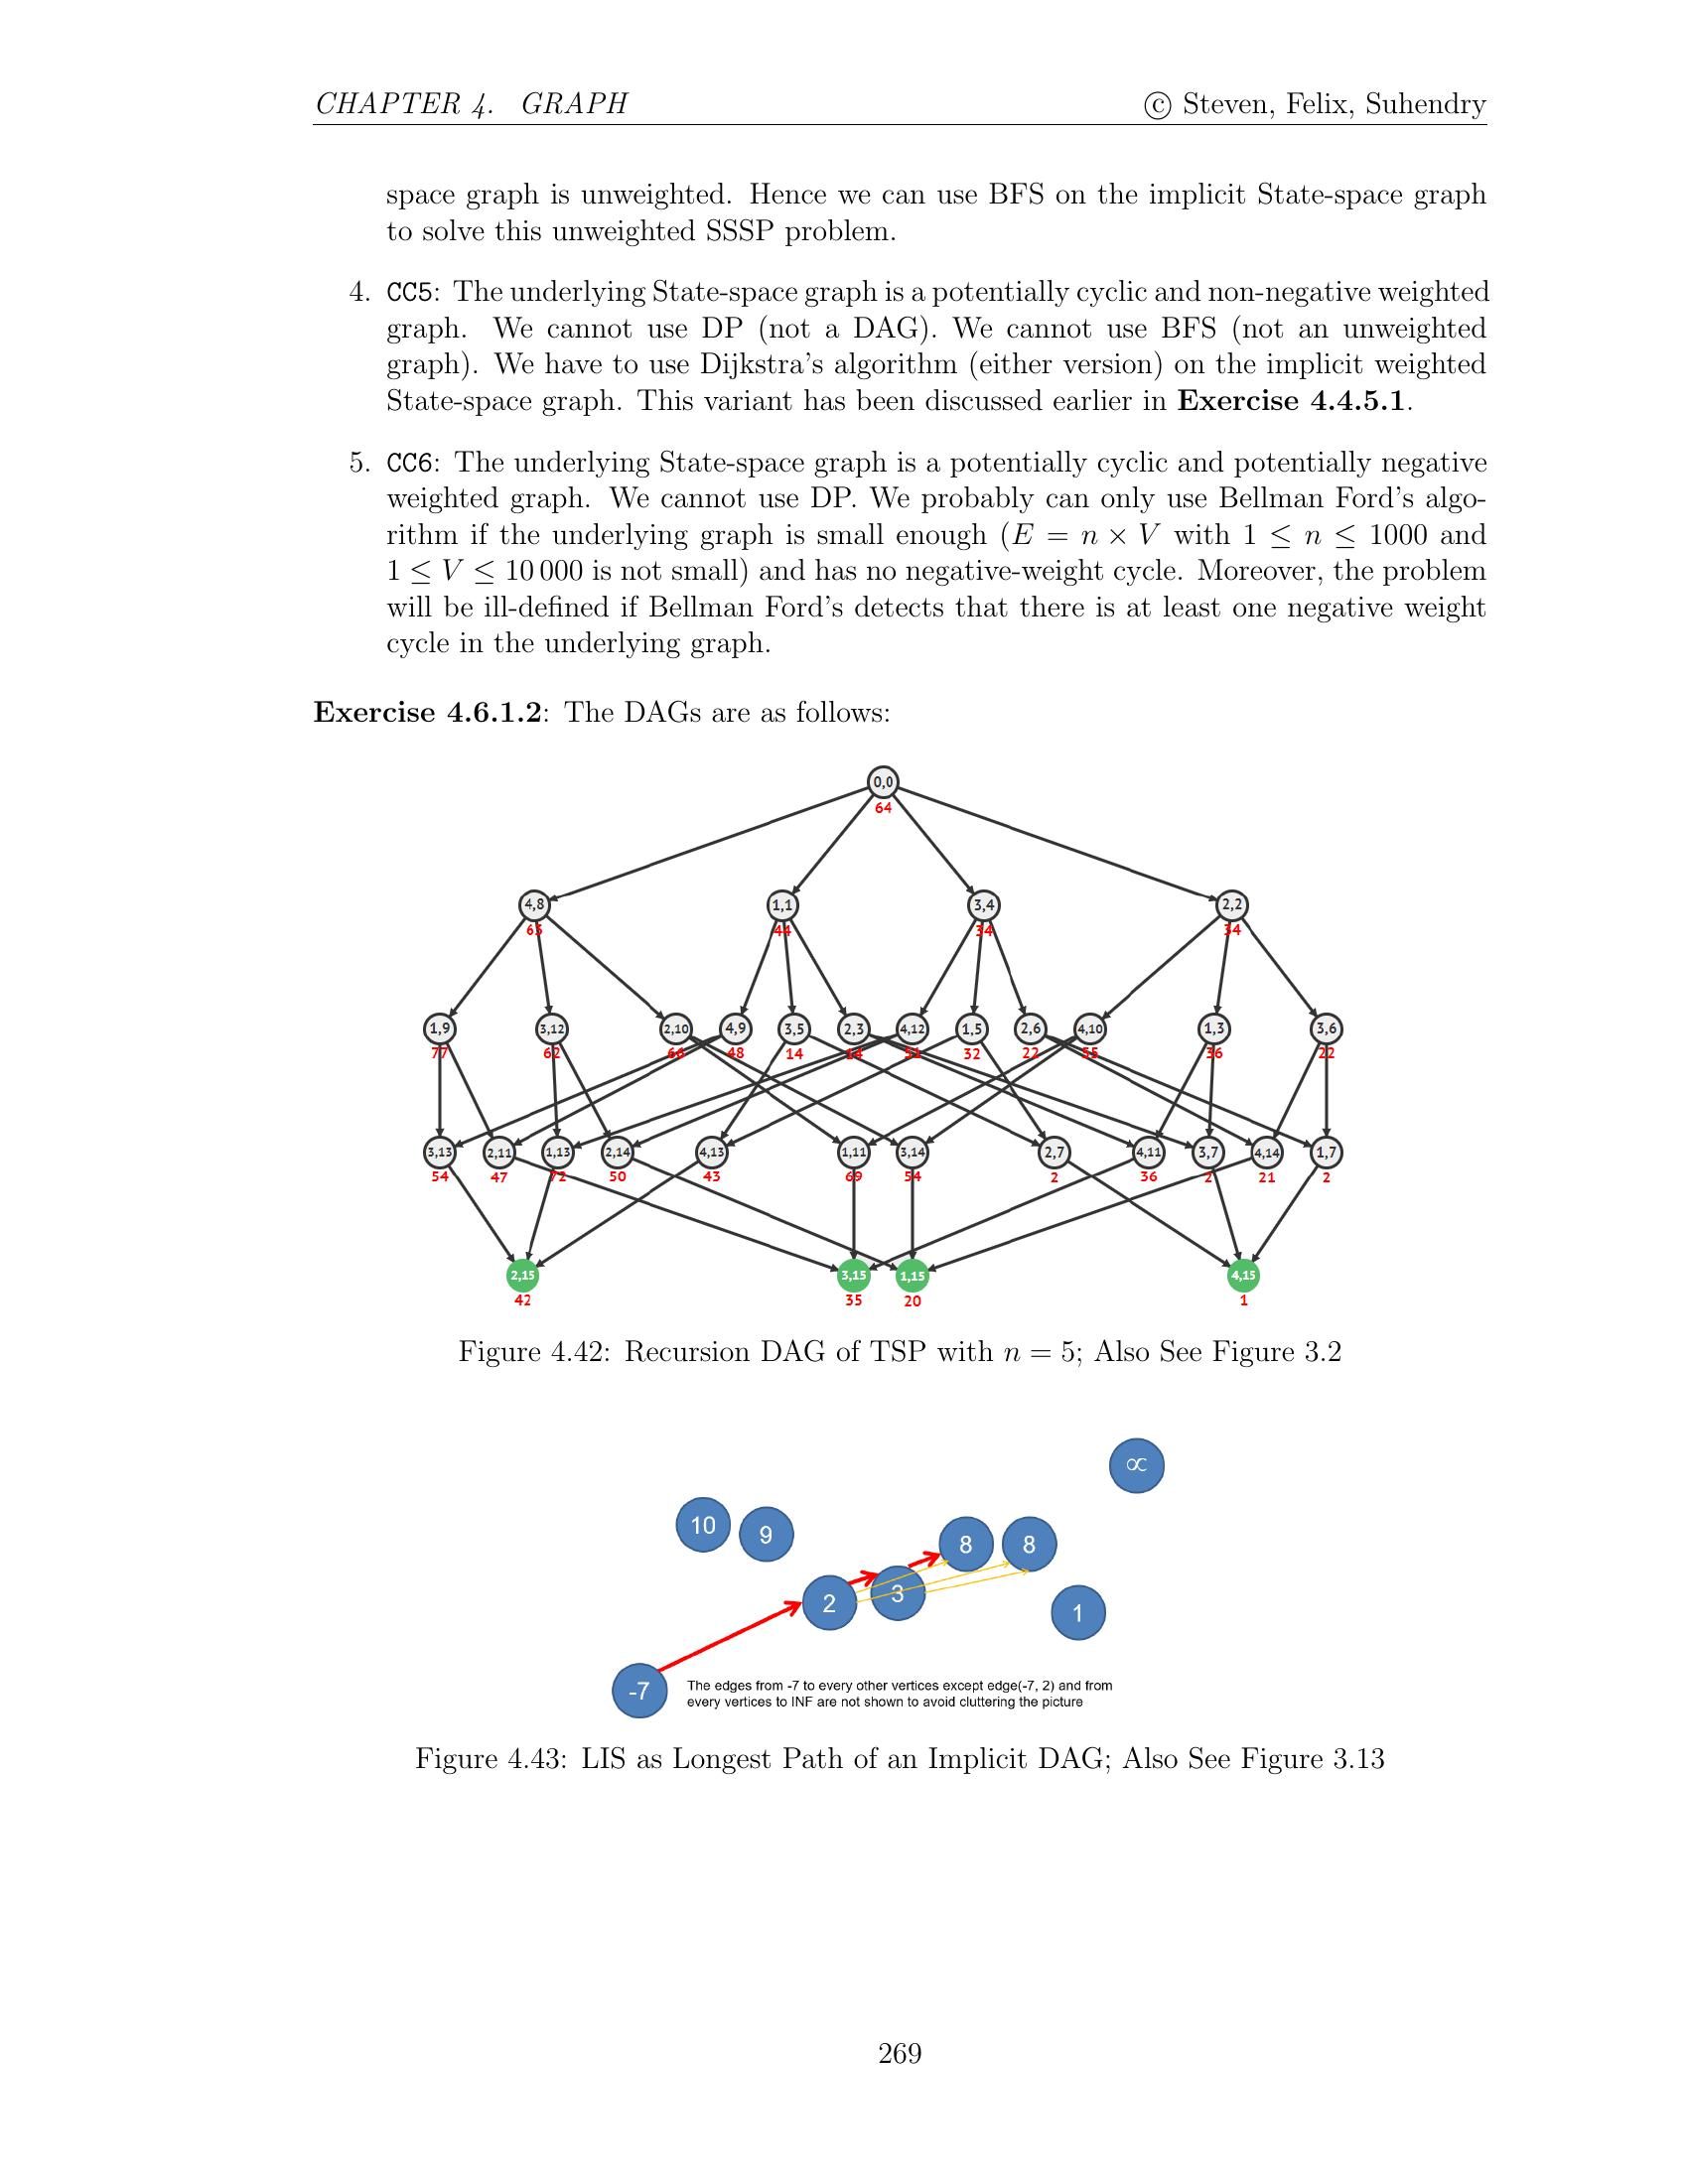 CHAPTER 4. GRAPH © Steven, Felix, Suhendry
space graph is unweighted. Hence we can use BFS on the implicit State-space graph
to solve this unweighted SSSP problem.
4. CC5: The underlying State-space graph is a potentially cyclic and non-negative weighted
graph. We cannot use DP (not a DAG). We cannot use BFS (not an unweighted
graph). We have to use Dijkstra's algorithm (either version) on the implicit weighted
State-space graph. This variant has been discussed earlier in Exercise 4.4.5.1.
5. CC6: The underlying State-space graph is a potentially cyclic and potentially negative
weighted graph. We cannot use DP. We probably can only use Bellman Ford's algo-
rithm if the underlying graph is small enough (E = n × V with 1 ≤ n ≤ 1000 and
1 ≤ V ≤ 10 000 is not small) and has no negative-weight cycle. Moreover, the problem
will be ill-defined if Bellman Ford's detects that there is at least one negative weight
cycle in the underlying graph.
Exercise 4.6.1.2: The DAGs are as follows:
0,0
64
4,8 1,1 3,4 2,2
44 34 34
1,9 3,12 2,10 4,9 3,5 2,3 4,12 1,5 2,6 4,10 1,3 3,6
77 62 66 48 14 14 51 32 22 55 36 22
3,13 2,11 1,13 2,14 4,13 1,11 3,14 2,7 4,11 3,7 4,14 1,7
54 47 72 50 43 69 54 2 36 2 21 2
2,15 3,15 1,15 4,15
42 35 20 1
Figure 4.42: Recursion DAG of TSP with n = 5; Also See Figure 3.2
∝
10 9 8 8
2 3 1
-7
The edges from -7 to every other vertices except edge(-7, 2) and from
every vertices to INF are not shown to avoid cluttering the picture
Figure 4.43: LIS as Longest Path of an Implicit DAG; Also See Figure 3.13
269